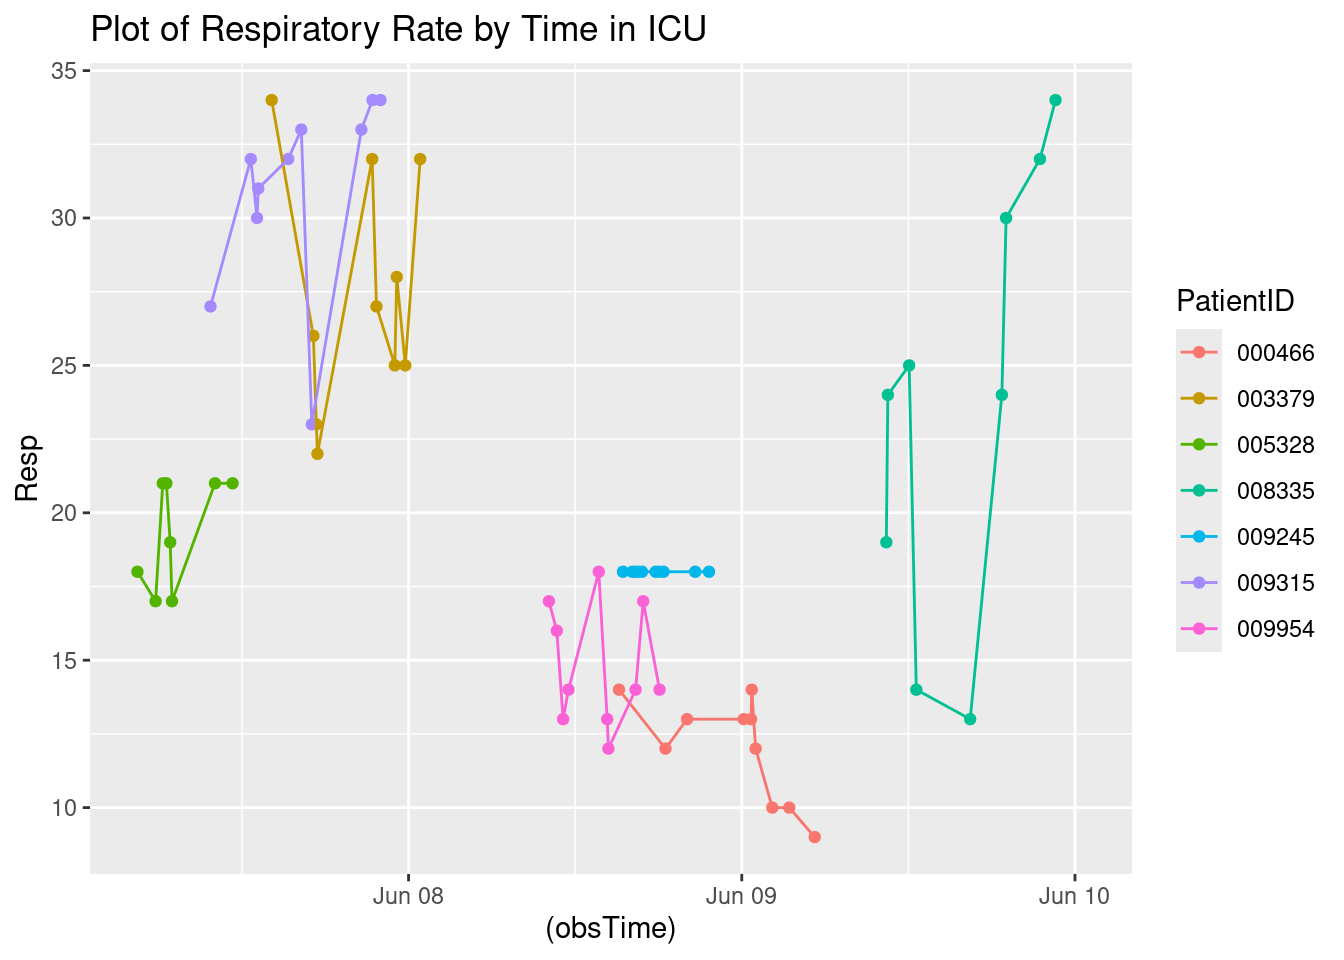 Plot of Respiratory Rate by Time in ICU
35
30
25
20
15
10
Resp
Jun 08
Jun 09
Jun 10
(obsTime)
PatientID
000466
003379
005328
008335
009245
009315
009954